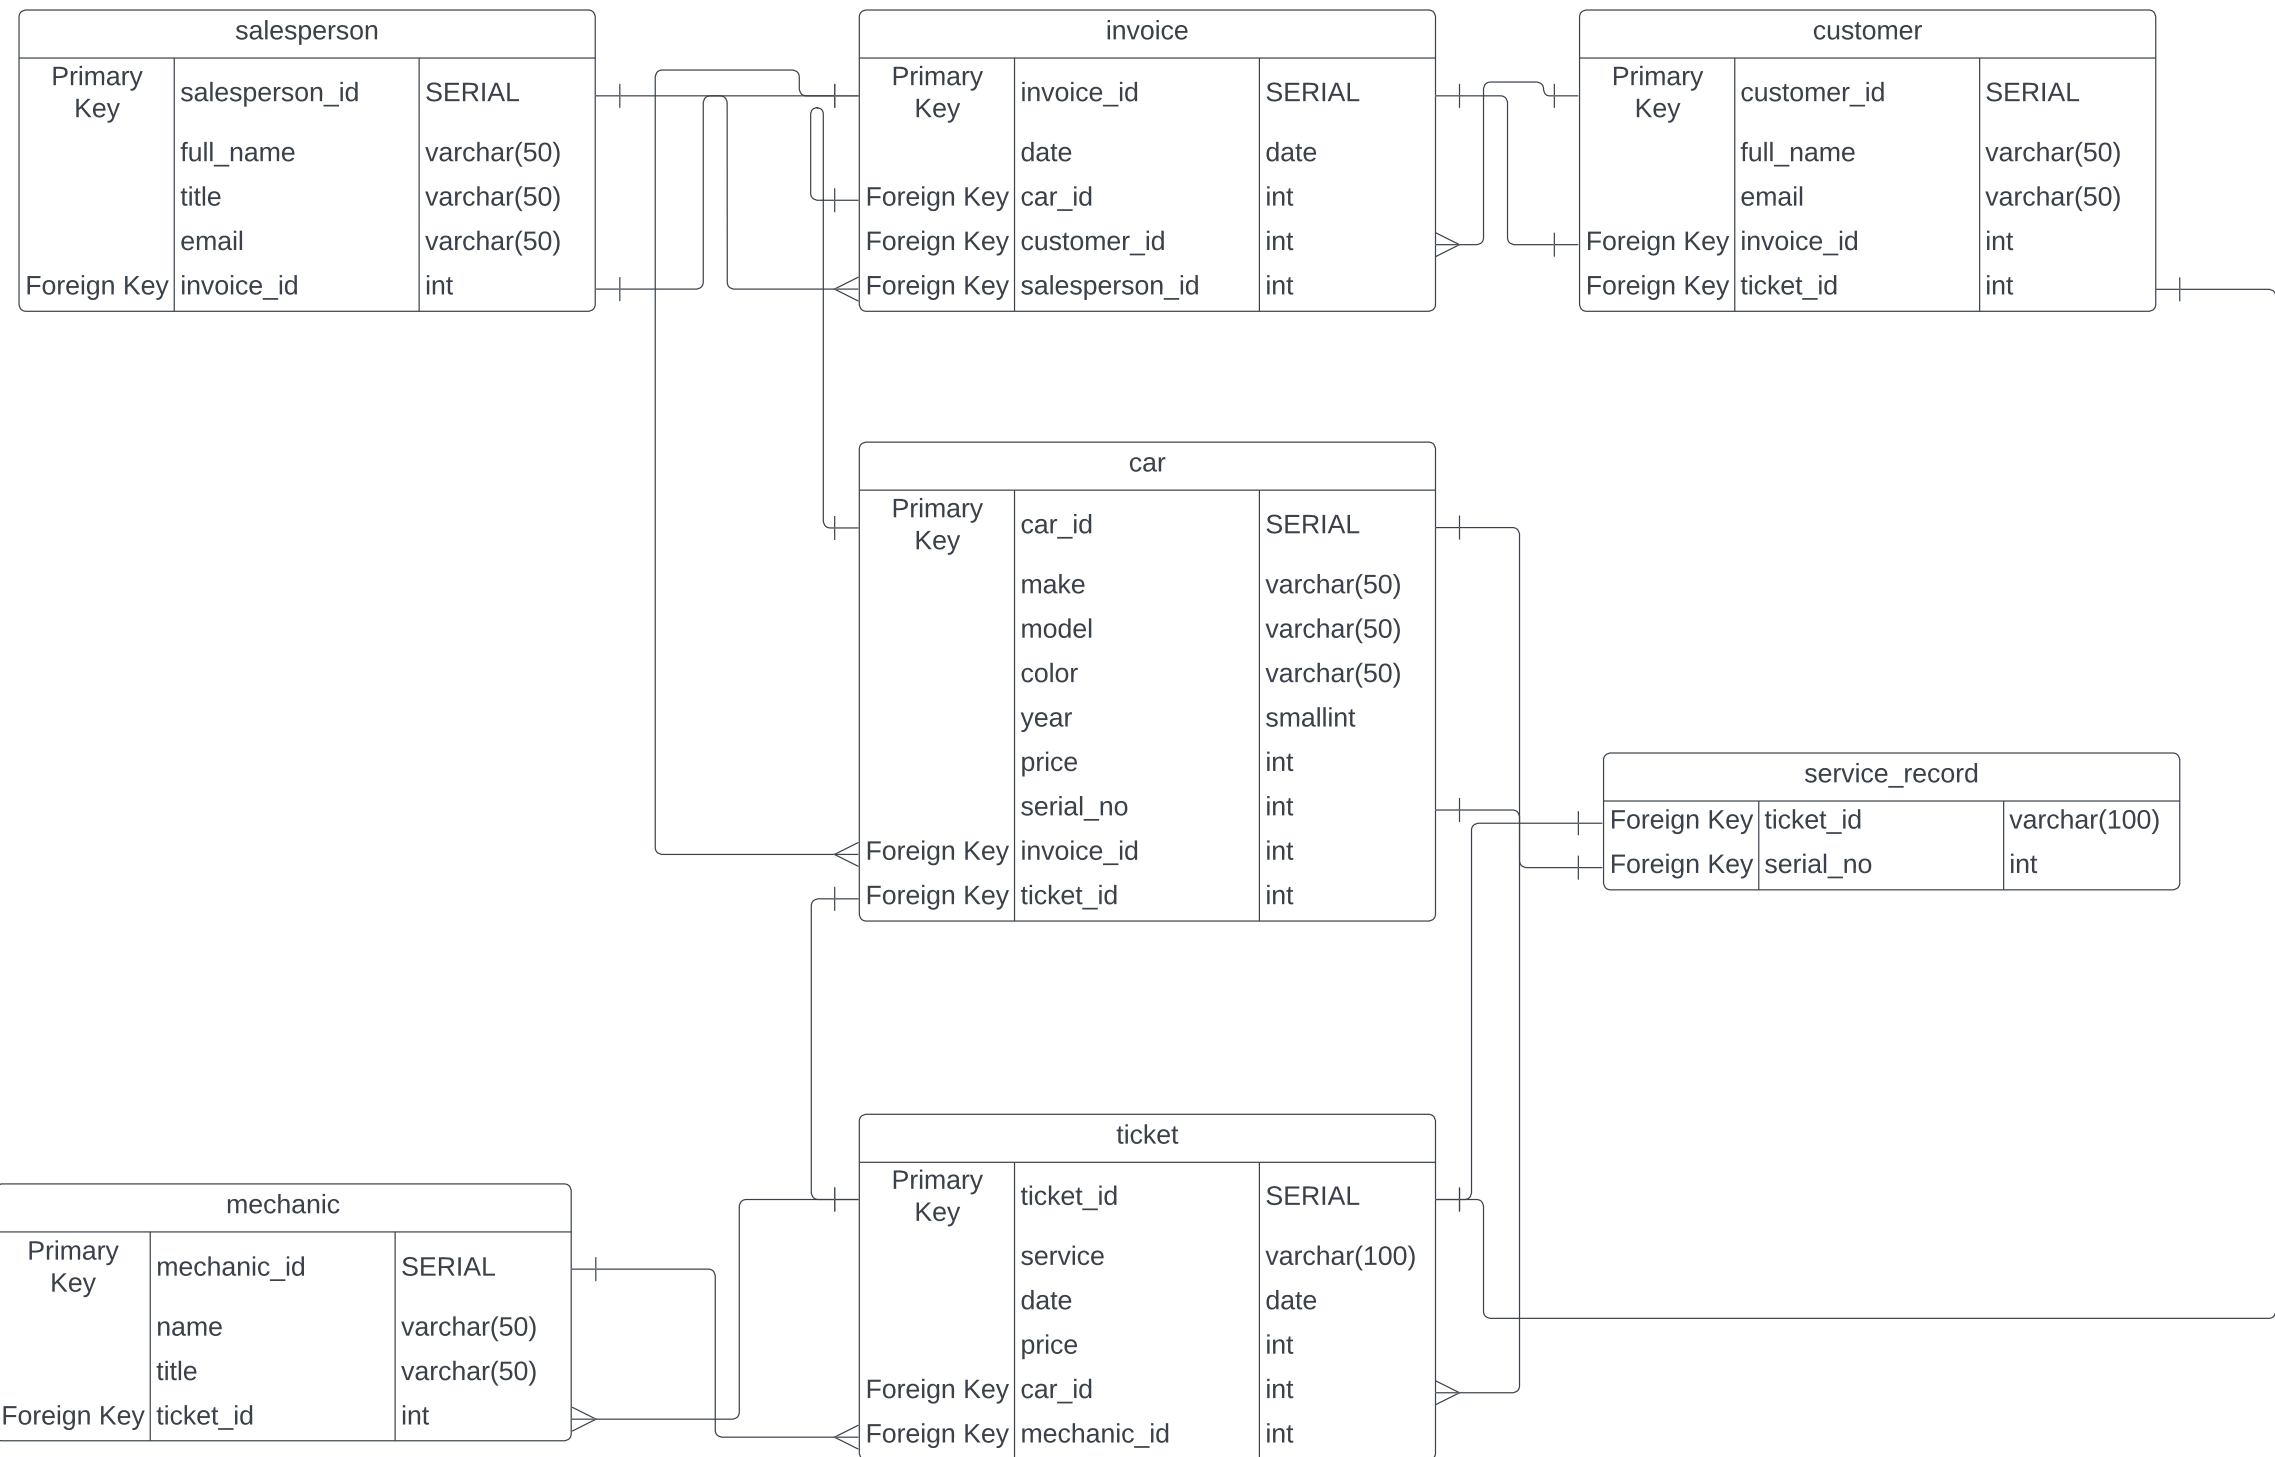 salesperson
Primary Key salesperson_id SERIAL
full_name varchar(50)
title varchar(50)
email varchar(50)
Foreign Key invoice_id int
invoice
Primary Key invoice_id SERIAL
date date
Foreign Key car_id int
Foreign Key customer_id int
Foreign Key salesperson_id int
customer
Primary Key customer_id SERIAL
full_name varchar(50)
email varchar(50)
Foreign Key invoice_id int
Foreign Key ticket_id int
car
Primary Key car_id SERIAL
make varchar(50)
model varchar(50)
color varchar(50)
year smallint
price int
serial_no int
Foreign Key invoice_id int
Foreign Key ticket_id int
service_record
Foreign Key ticket_id varchar(100)
Foreign Key serial_no int
mechanic
Primary Key mechanic_id SERIAL
name varchar(50)
title varchar(50)
Foreign Key ticket_id int
ticket
Primary Key ticket_id SERIAL
service varchar(100)
date date
price int
Foreign Key car_id int
Foreign Key mechanic_id int